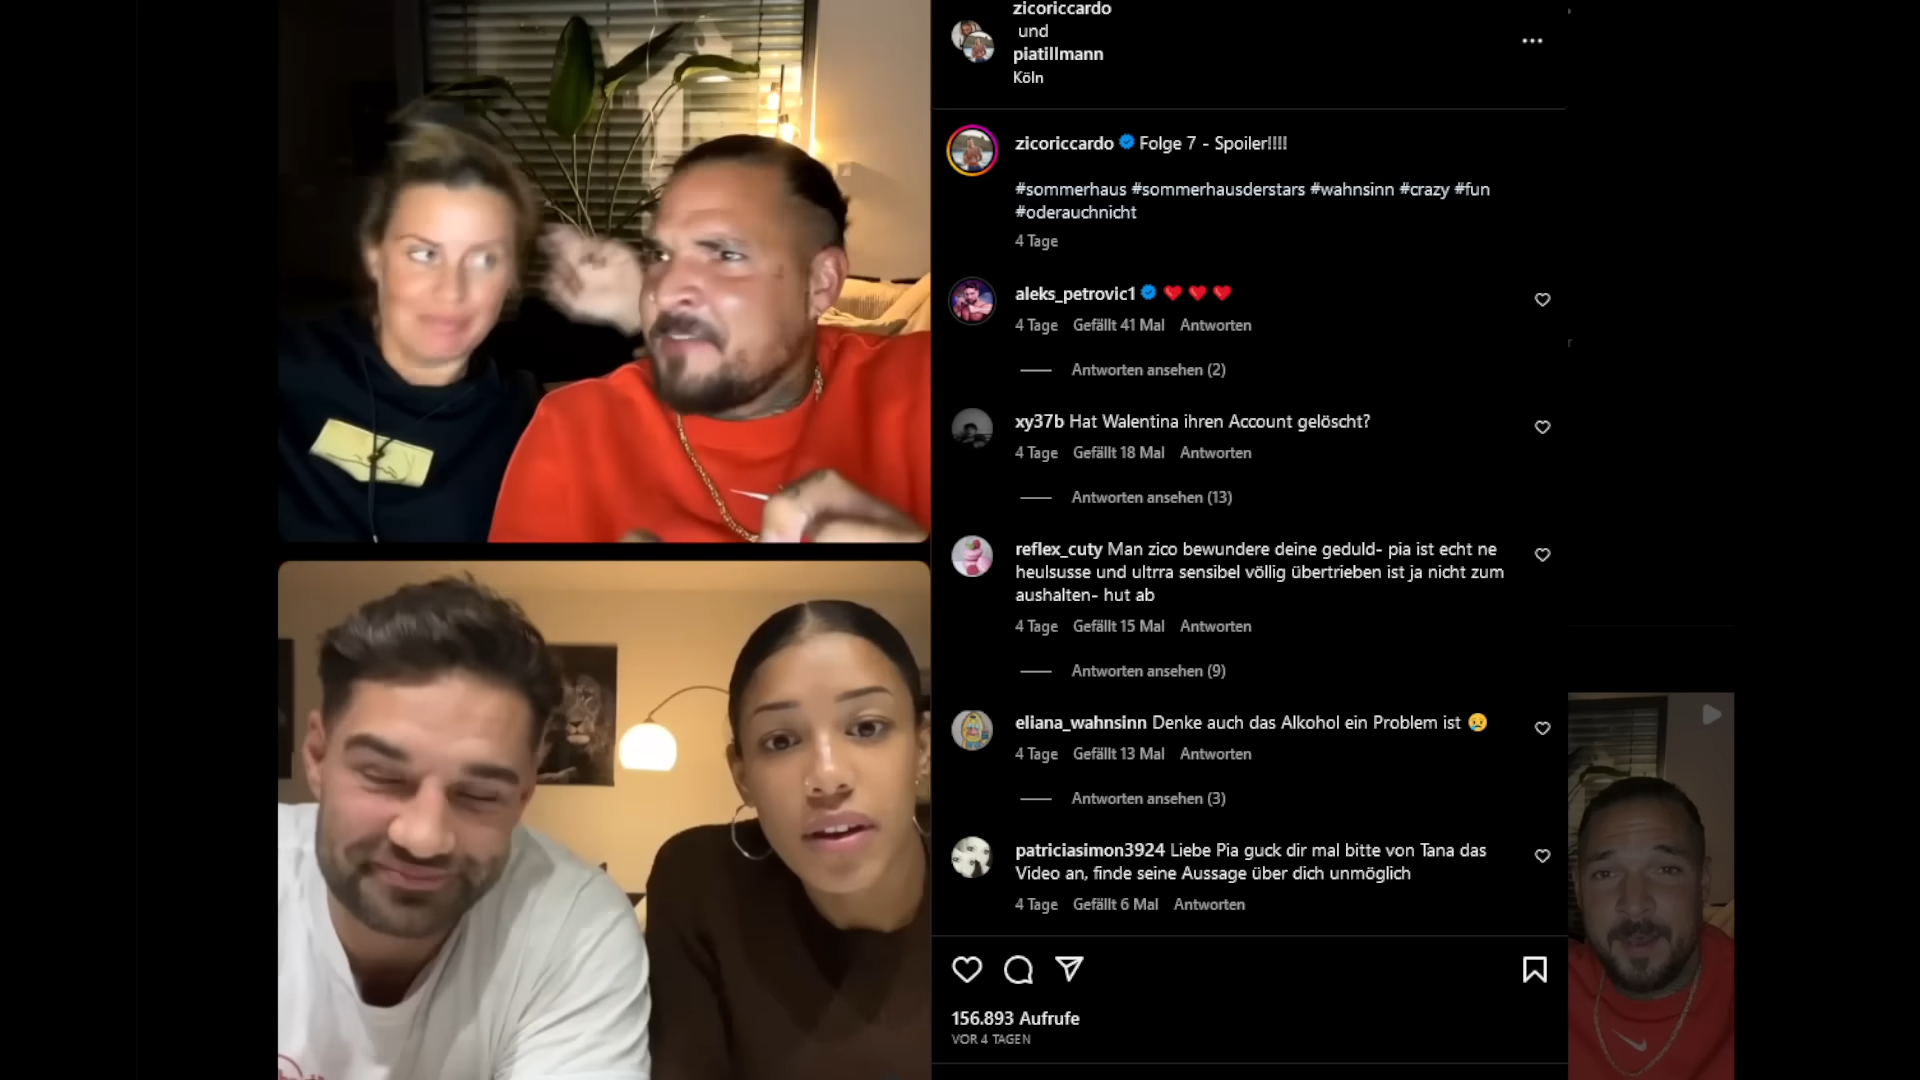 zicoriccardo
und
piatillmann
Köln
zicoriccardo Folge 7 - Spoiler!!!!
#sommerhaus #sommerhausderstars #wahnsinn #crazy #fun
#oderauchnicht
4 Tage
aleks_petrovic1 ❤️ ❤️ ❤️
4 Tage Gefällt 41 Mal Antworten
Antworten ansehen (2)
xy37b Hat Walentina ihren Account gelöscht?
4 Tage Gefällt 18 Mal Antworten
Antworten ansehen (13)
reflex_cuty Man zico bewundere deine geduld- pia ist echt ne
heulsusse und ultrra sensibel völlig übertrieben ist ja nicht zum
aushalten- hut ab
4 Tage Gefällt 15 Mal Antworten
Antworten ansehen (9)
eliana_wahnsinn Denke auch das Alkohol ein Problem ist 😥
4 Tage Gefällt 13 Mal Antworten
Antworten ansehen (3)
patriciasimon3924 Liebe Pia guck dir mal bitte von Tana das
Video an, finde seine Aussage über dich unmöglich
4 Tage Gefällt 6 Mal Antworten
156.893 Aufrufe
VOR 4 TAGEN